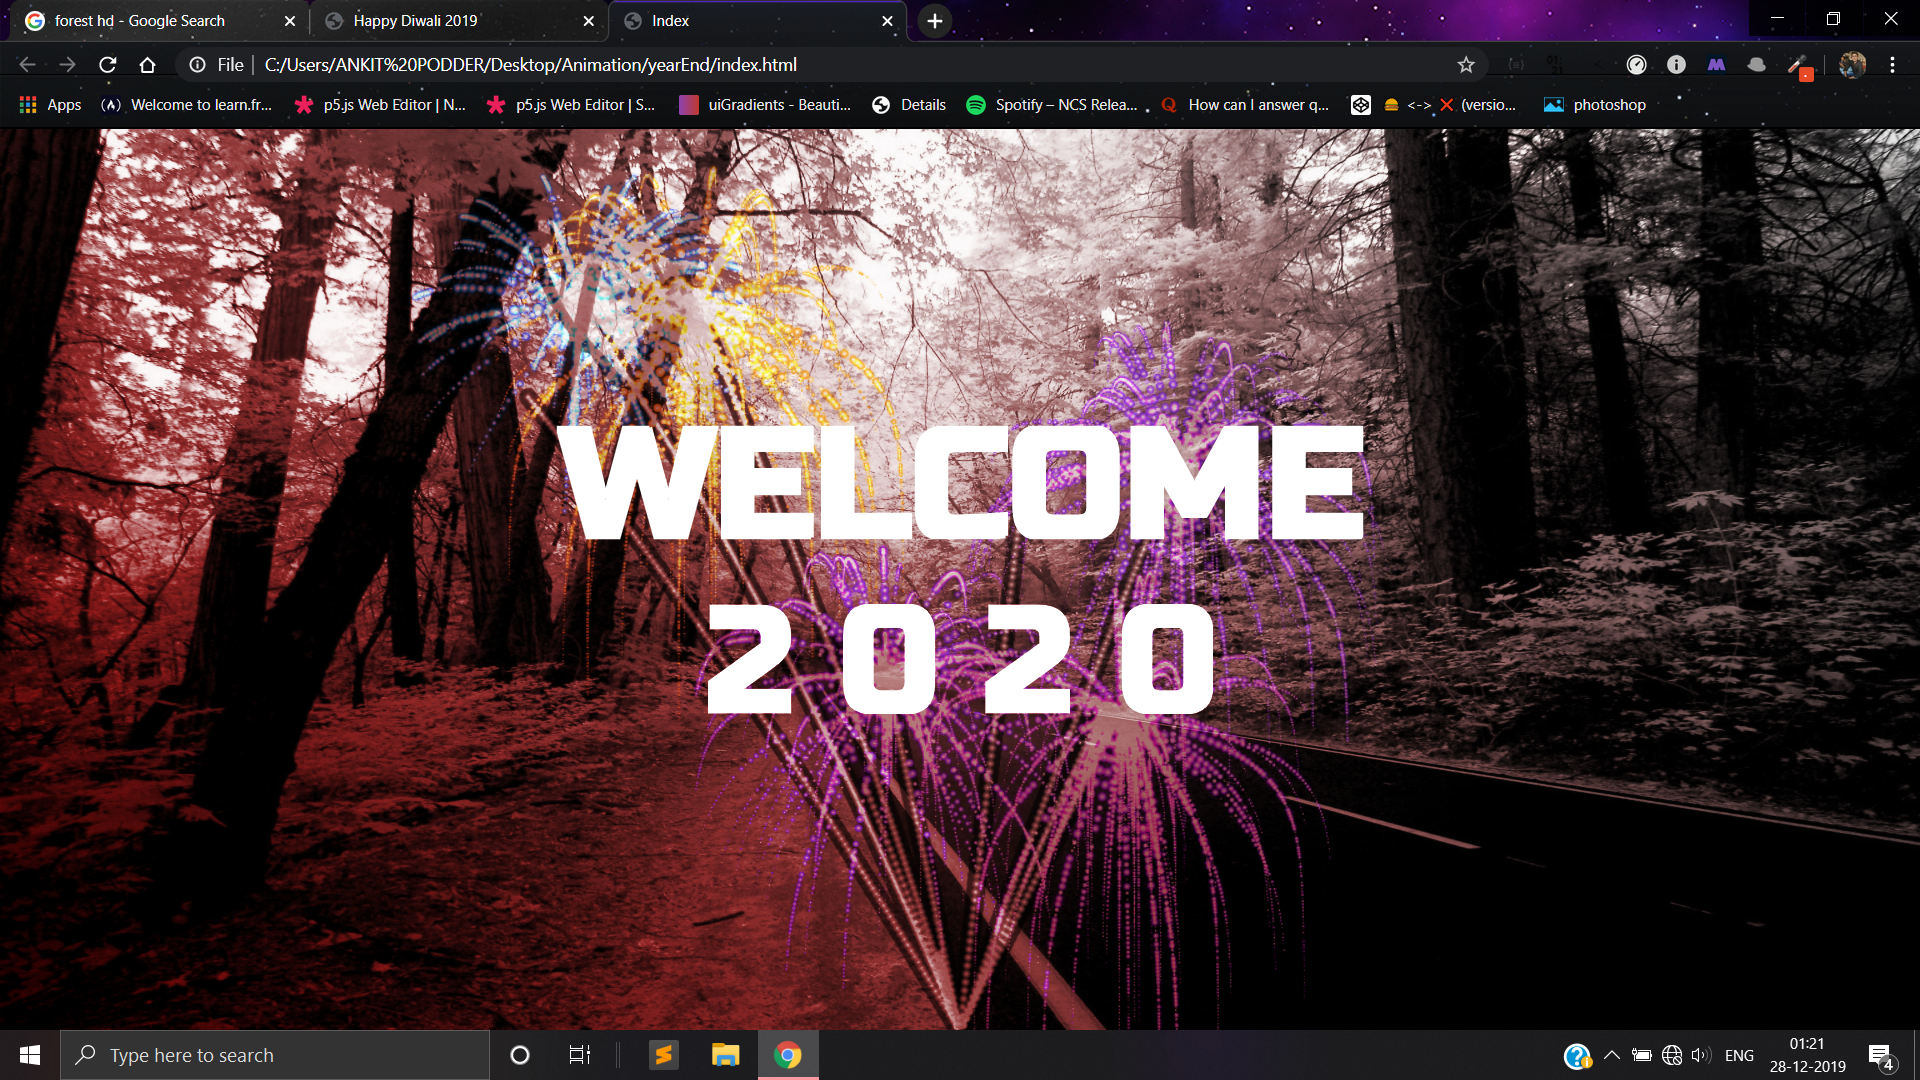 forest hd - Google Search
Happy Diwali 2019
Index
File
C:/Users/ANKIT%20PODDER/Desktop/Animation/yearEnd/index.html
Apps
Welcome to learn.fr...
p5.js Web Editor | N...
p5.js Web Editor | S...
uiGradients - Beauti...
Details
Spotify – NCS Relea...
How can I answer q...
<-> ❌ (versio...
photoshop
WELCOME
2020
Type here to search
ENG
01:21
28-12-2019
4